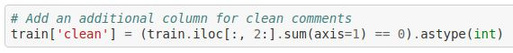 # Add an additional column for clean comments
train['clean'] = (train.iloc[:, 2:].sum(axis=1) == 0).astype(int)